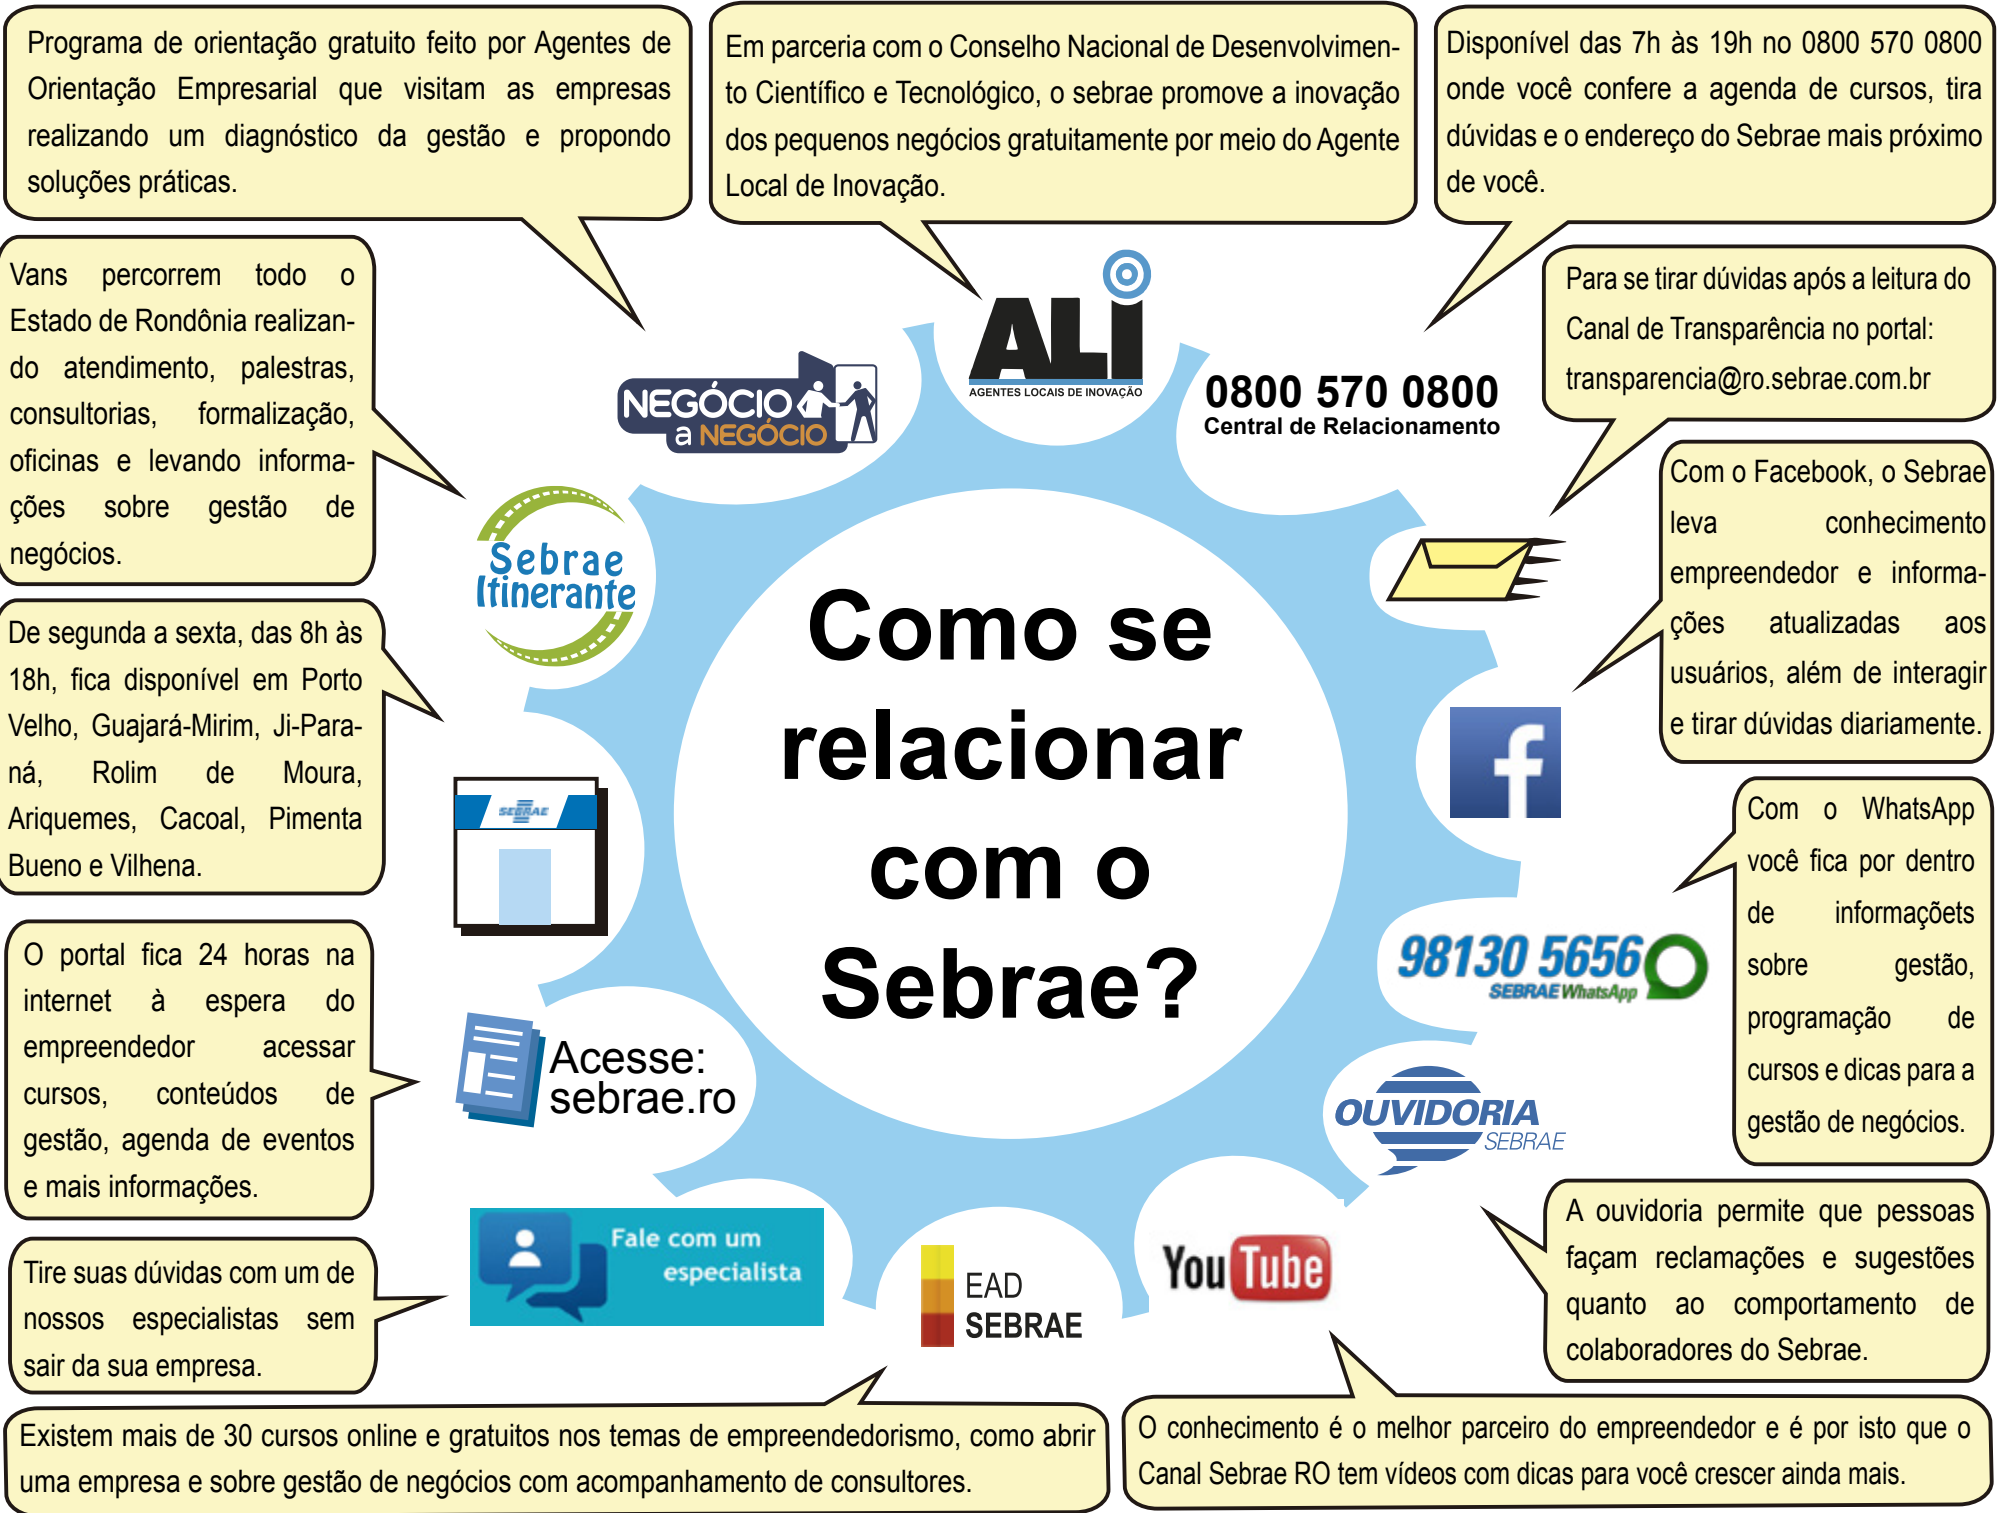 Programa de orientação gratuito feito por Agentes de
Orientação Empresarial que visitam as empresas
realizando um diagnóstico da gestão e propondo
soluções práticas.
Em parceria com o Conselho Nacional de Desenvolvimen-
to Científico e Tecnológico, o sebrae promove a inovação
dos pequenos negócios gratuitamente por meio do Agente
Local de Inovação.
Disponível das 7h às 19h no 0800 570 0800
onde você confere a agenda de cursos, tira
dúvidas e o endereço do Sebrae mais próximo
de você.
Vans percorrem todo o
Estado de Rondônia realizan-
do atendimento, palestras,
consultorias, formalização,
oficinas e levando informa-
ções sobre gestão de
negócios.
Para se tirar dúvidas após a leitura do
Canal de Transparência no portal:
transparencia@ro.sebrae.com.br
NEGÓCIO
a NEGÓCIO
ALI
AGENTES LOCAIS DE INOVAÇÃO
0800 570 0800
Central de Relacionamento
Com o Facebook, o Sebrae
leva conhecimento
empreendedor e informa-
ções atualizadas aos
usuários, além de interagir
e tirar dúvidas diariamente.
Sebrae
Itinerante
De segunda a sexta, das 8h às
18h, fica disponível em Porto
Velho, Guajará-Mirim, Ji-Para-
ná, Rolim de Moura,
Ariquemes, Cacoal, Pimenta
Bueno e Vilhena.
SEBRAE
Como se
relacionar
com o
Sebrae?
f
Com o WhatsApp
você fica por dentro
de informaçõets
sobre gestão,
programação de
cursos e dicas para a
gestão de negócios.
98130 5656
SEBRAE WhatsApp
O portal fica 24 horas na
internet à espera do
empreendedor acessar
cursos, conteúdos de
gestão, agenda de eventos
e mais informações.
Acesse:
sebrae.ro
OUVIDORIA
SEBRAE
A ouvidoria permite que pessoas
façam reclamações e sugestões
quanto ao comportamento de
colaboradores do Sebrae.
Tire suas dúvidas com um de
nossos especialistas sem
sair da sua empresa.
Fale com um
especialista
EAD
SEBRAE
YouTube
Existem mais de 30 cursos online e gratuitos nos temas de empreendedorismo, como abrir
uma empresa e sobre gestão de negócios com acompanhamento de consultores.
O conhecimento é o melhor parceiro do empreendedor e é por isto que o
Canal Sebrae RO tem vídeos com dicas para você crescer ainda mais.